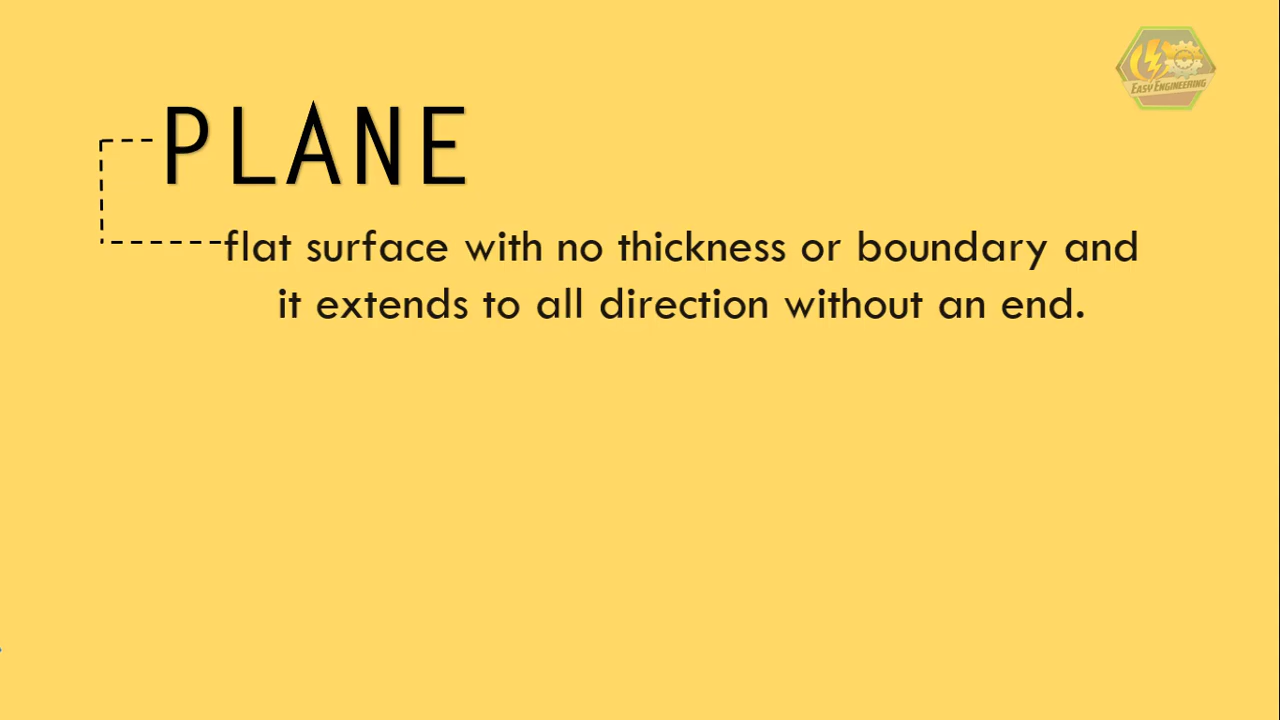 EASY ENGINEERING
PLANE
flat surface with no thickness or boundary and
it extends to all direction without an end.